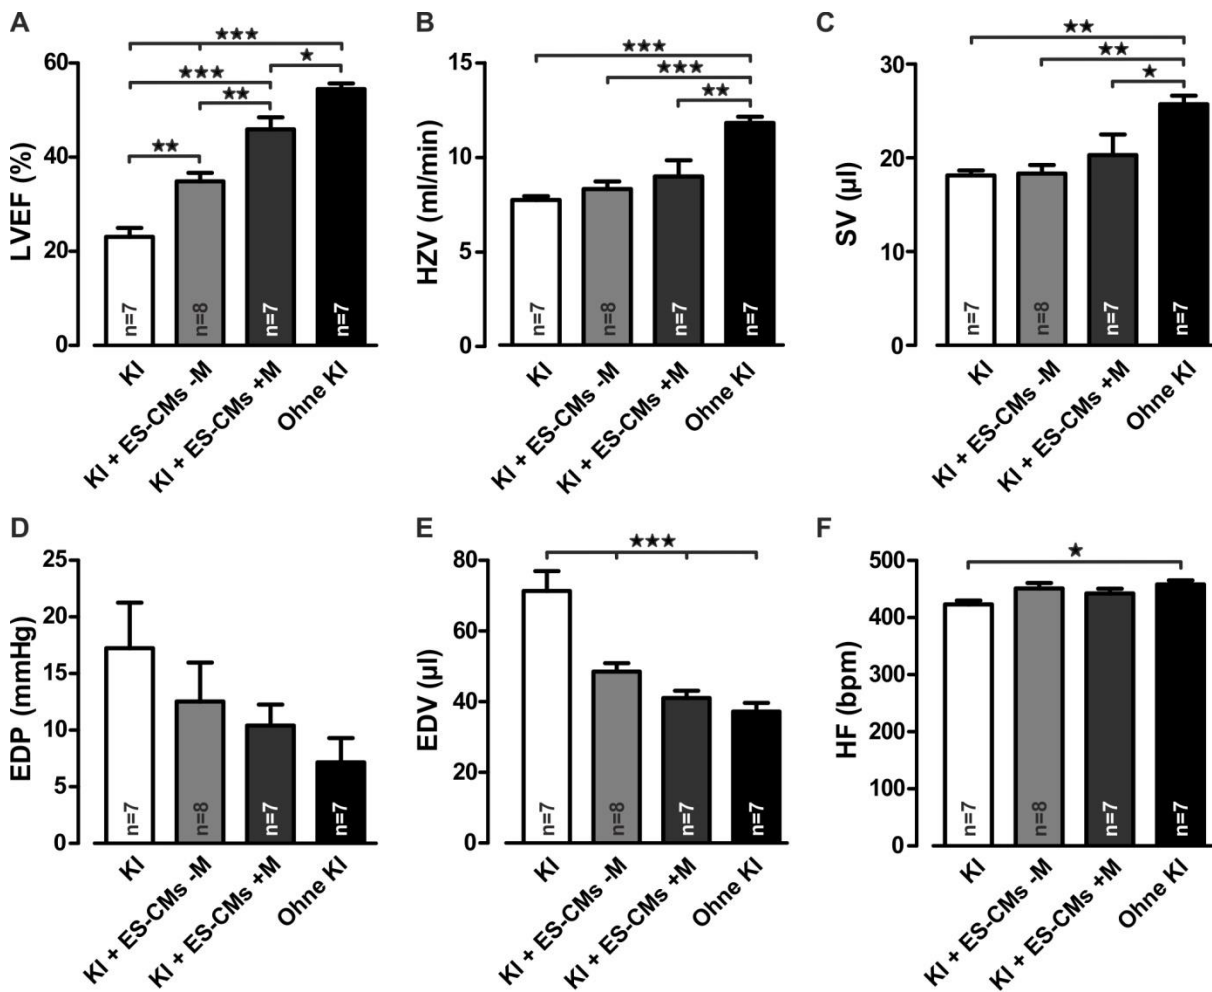 A
★★★
★★★
★
★★
★★
LVEF (%)
60
40
20
0
n=7
n=8
n=7
n=7
KI
KI + ES-CMs -M
KI + ES-CMs +M
Ohne KI
B
★★★
★★★
★★
HZV (ml/min)
15
10
5
0
n=7
n=8
n=7
n=7
KI
KI + ES-CMs -M
KI + ES-CMs +M
Ohne KI
C
★★
★★
★
SV (µl)
30
20
10
0
n=7
n=8
n=7
n=7
KI
KI + ES-CMs -M
KI + ES-CMs +M
Ohne KI
D
EDP (mmHg)
25
20
15
10
5
0
n=7
n=8
n=7
n=7
KI
KI + ES-CMs -M
KI + ES-CMs +M
Ohne KI
E
★★★
EDV (µl)
80
60
40
20
0
n=7
n=8
n=7
n=7
KI
KI + ES-CMs -M
KI + ES-CMs +M
Ohne KI
F
★
HF (bpm)
500
400
300
200
100
0
n=7
n=8
n=7
n=7
KI
KI + ES-CMs -M
KI + ES-CMs +M
Ohne KI